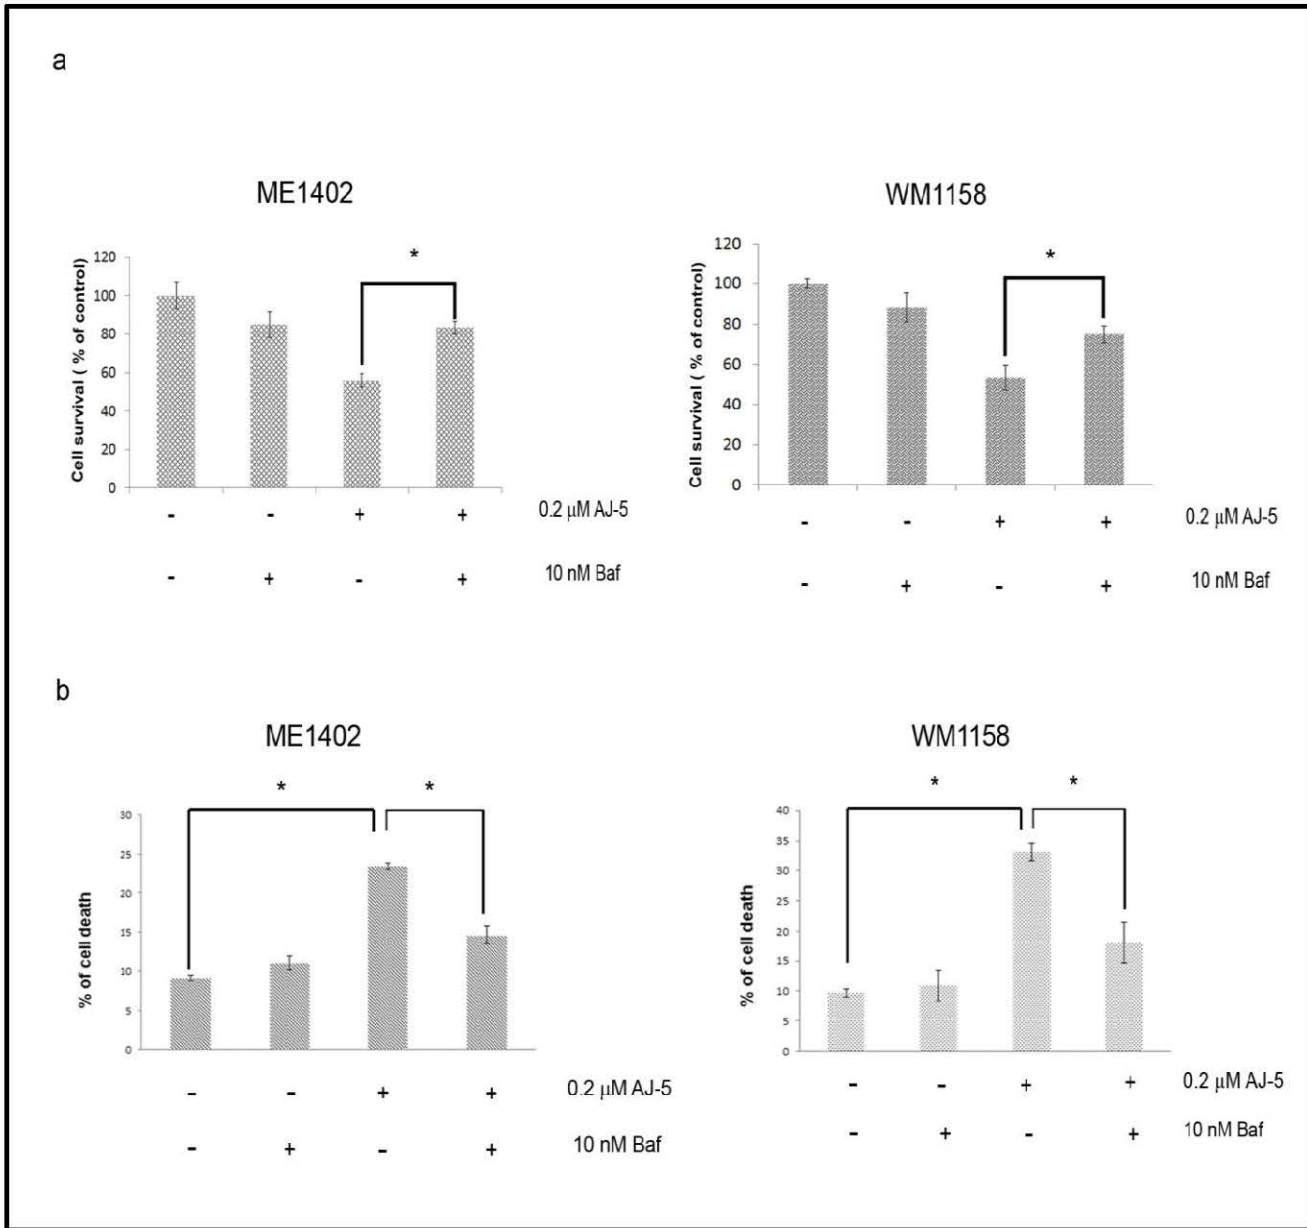 a
ME1402
WM1158
*
*
Cell survival ( % of control)
120
100
80
60
40
20
0
Cell survival ( % of control)
120
100
80
60
40
20
0
- - + + 0.2 μM AJ-5
- + - + 10 nM Baf
- - + + 0.2 μM AJ-5
- + - + 10 nM Baf
b
ME1402
WM1158
* *
* *
% of cell death
30
25
20
15
10
5
0
% of cell death
40
35
30
25
20
15
10
5
0
- - + + 0.2 μM AJ-5
- + - + 10 nM Baf
- - + + 0.2 μM AJ-5
- + - + 10 nM Baf